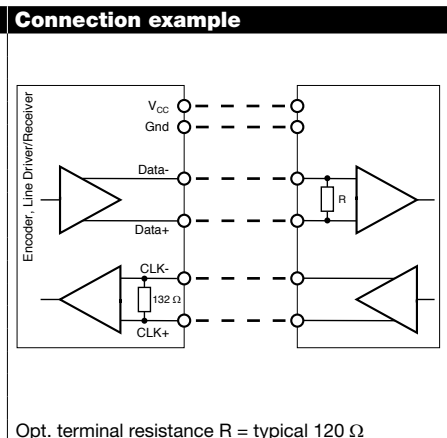 Connection example
Encoder, Line Driver/Receiver
VCC
Gnd
Data-
R
Data+
CLK-
132 Ω
CLK+
Opt. terminal resistance R = typical 120 Ω